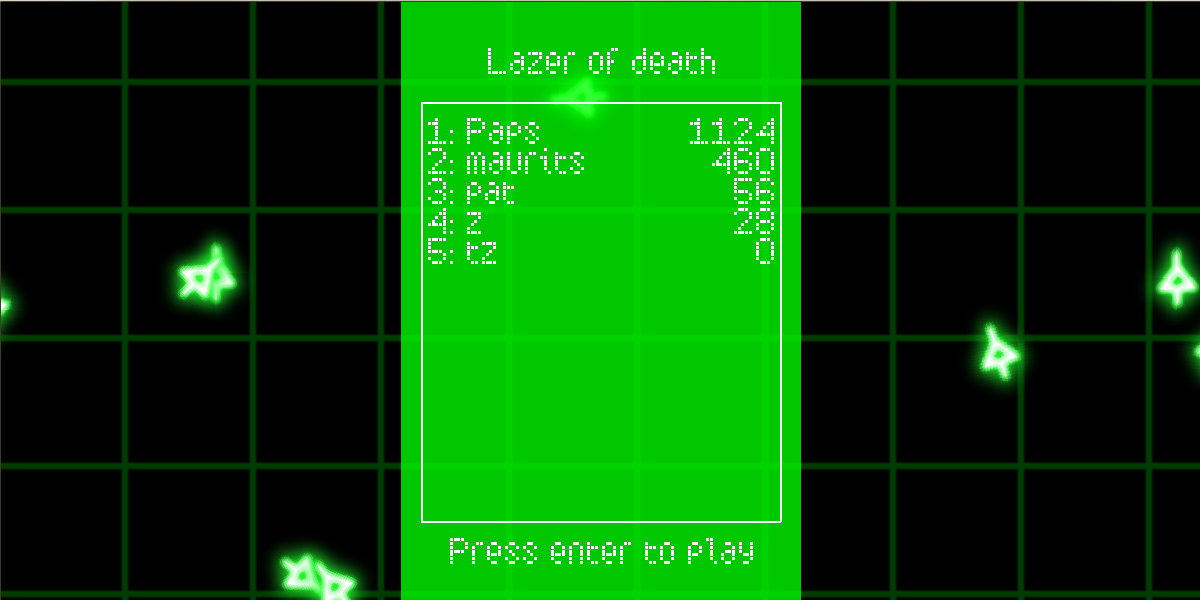 Lazer of death
1: Paps 1124
2: maurits 460
3: pat 56
4: z 28
5: tz 0
Press enter to play